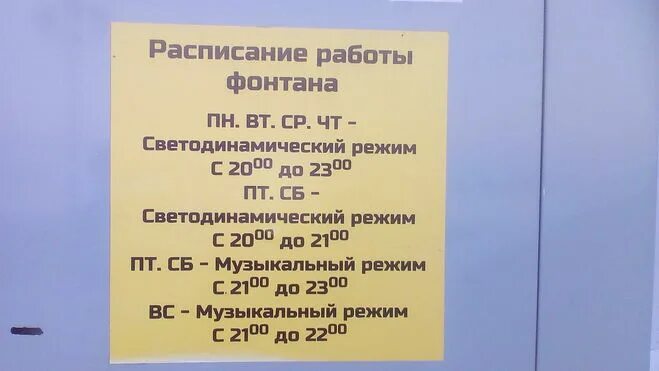 Расписание работы
фонтана
ПН. ВТ. СР. ЧТ -
Светодинамический режим
С 20⁰⁰ до 23⁰⁰
ПТ. СБ -
Светодинамический режим
С 20⁰⁰ до 21⁰⁰
ПТ. СБ - Музыкальный режим
С 21⁰⁰ до 23⁰⁰
ВС - Музыкальный режим
С 21⁰⁰ до 22⁰⁰